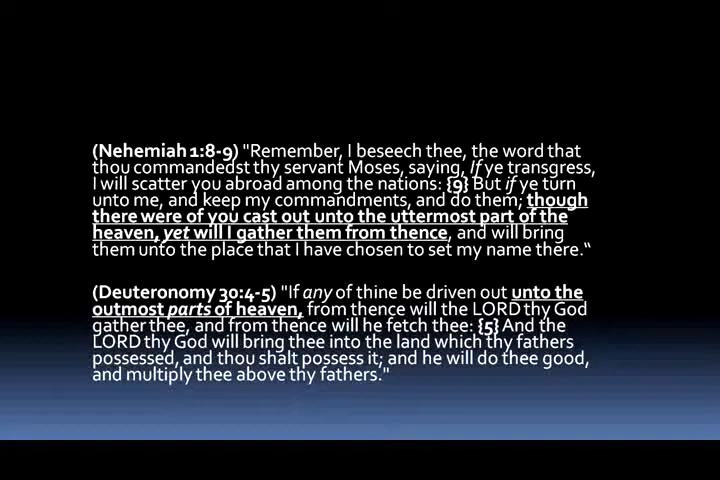 (Nehemiah 1:8-9) "Remember, I beseech thee, the word that
thou commandedst thy servant Moses, saying, If ye transgress,
I will scatter you abroad among the nations: {9} But if ye turn
unto me, and keep my commandments, and do them; though
there were of you cast out unto the uttermost part of the
heaven, yet will I gather them from thence, and will bring
them unto the place that I have chosen to set my name there.“
(Deuteronomy 30:4-5) "If any of thine be driven out unto the
outmost parts of heaven, from thence will the LORD thy God
gather thee, and from thence will he fetch thee: {5} And the
LORD thy God will bring thee into the land which thy fathers
possessed, and thou shalt possess it; and he will do thee good,
and multiply thee above thy fathers."